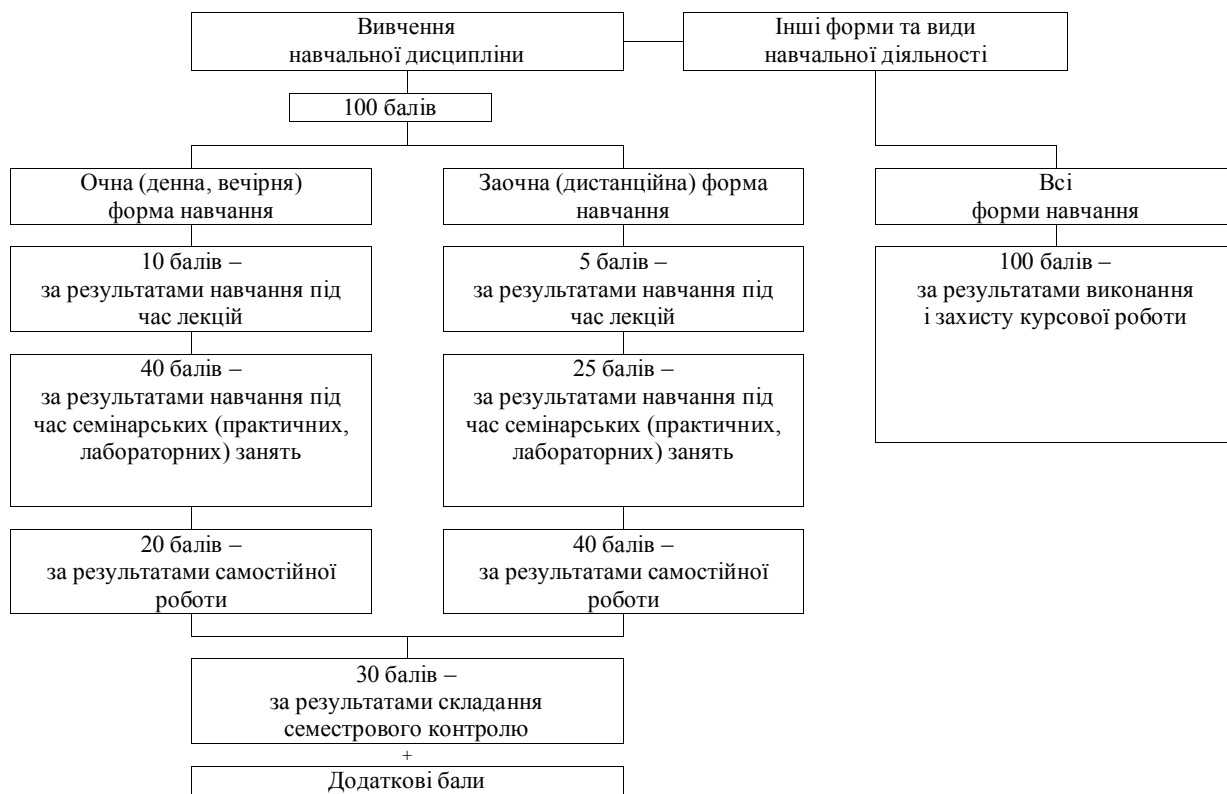 Вивчення
навчальної дисципліни
Інші форми та види
навчальної діяльності
100 балів
Очна (денна, вечірня)
форма навчання
Заочна (дистанційна) форма
навчання
Всі
форми навчання
10 балів –
за результатами навчання під
час лекцій
5 балів –
за результатами навчання під
час лекцій
100 балів –
за результатами виконання
і захисту курсової роботи
40 балів –
за результатами навчання під
час семінарських (практичних,
лабораторних) занять
25 балів –
за результатами навчання під
час семінарських (практичних,
лабораторних) занять
20 балів –
за результатами самостійної
роботи
40 балів –
за результатами самостійної
роботи
30 балів –
за результатами складання
семестрового контролю
+
Додаткові бали